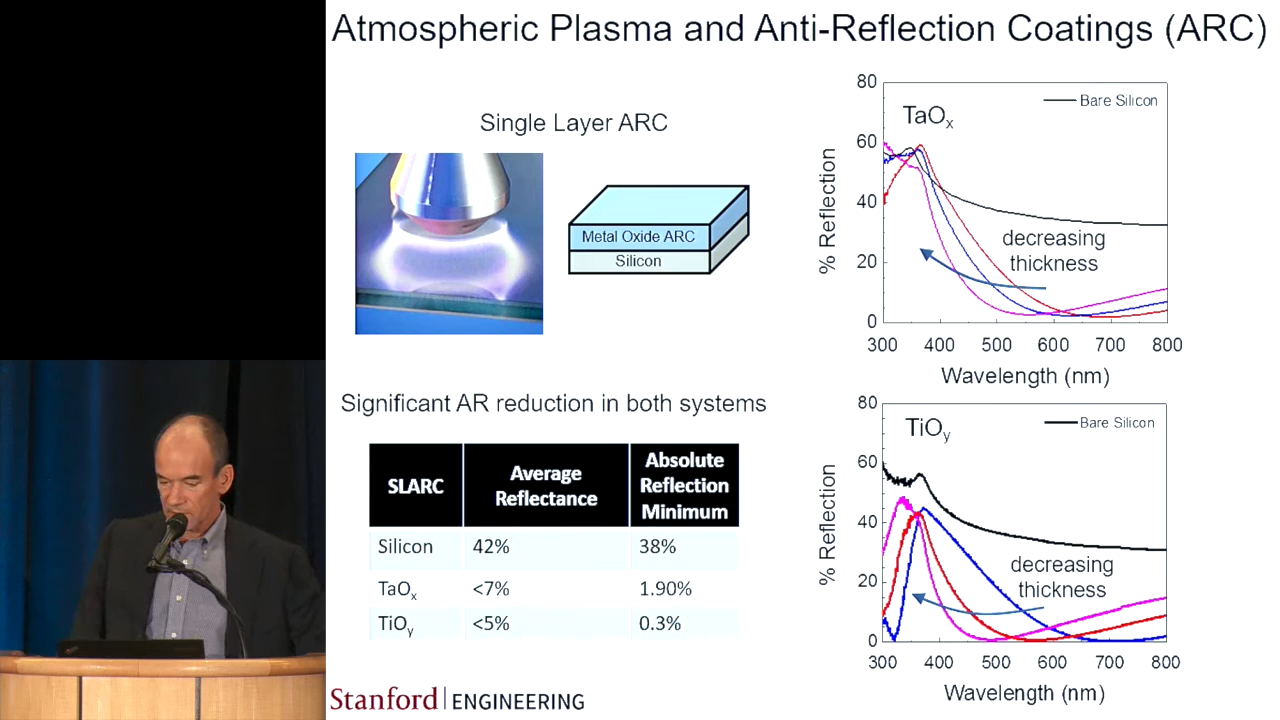 Atmospheric Plasma and Anti-Reflection Coatings (ARC)
Single Layer ARC
Metal Oxide ARC
Silicon
Significant AR reduction in both systems
SLARC
Average
Reflectance
Absolute
Reflection
Minimum
Silicon 42% 38%
TaOx <7% 1.90%
TiOy <5% 0.3%
Stanford ENGINEERING
80
60
40
20
0
% Reflection
TaOx
Bare Silicon
decreasing
thickness
300 400 500 600 700 800
Wavelength (nm)
80
60
40
20
0
% Reflection
TiOy
Bare Silicon
decreasing
thickness
300 400 500 600 700 800
Wavelength (nm)